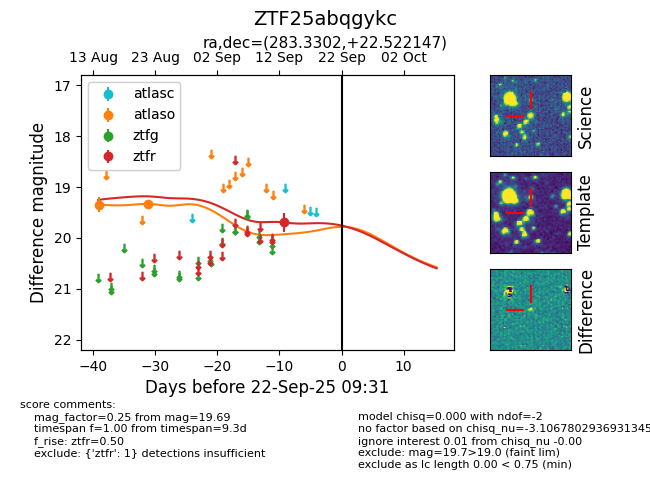 ZTF25abqgykc
ra,dec=(283.3302,+22.522147)
13 Aug 23 Aug 02 Sep 12 Sep 22 Sep 02 Oct
atlasc
atlaso
ztfg
ztfr
17
18
19
20
21
22
Difference magnitude
−40 −30 −20 −10 0 10
Days before 22-Sep-25 09:31
Science
Template
Difference
score comments:
mag_factor=0.25 from mag=19.69
timespan f=1.00 from timespan=9.3d
f_rise: ztfr=0.50
exclude: {'ztfr': 1} detections insufficient
model chisq=0.000 with ndof=-2
no factor based on chisq_nu=-3.1067802936931345
ignore interest 0.01 from chisq_nu -0.00
exclude: mag=19.7>19.0 (faint lim)
exclude as lc length 0.00 < 0.75 (min)